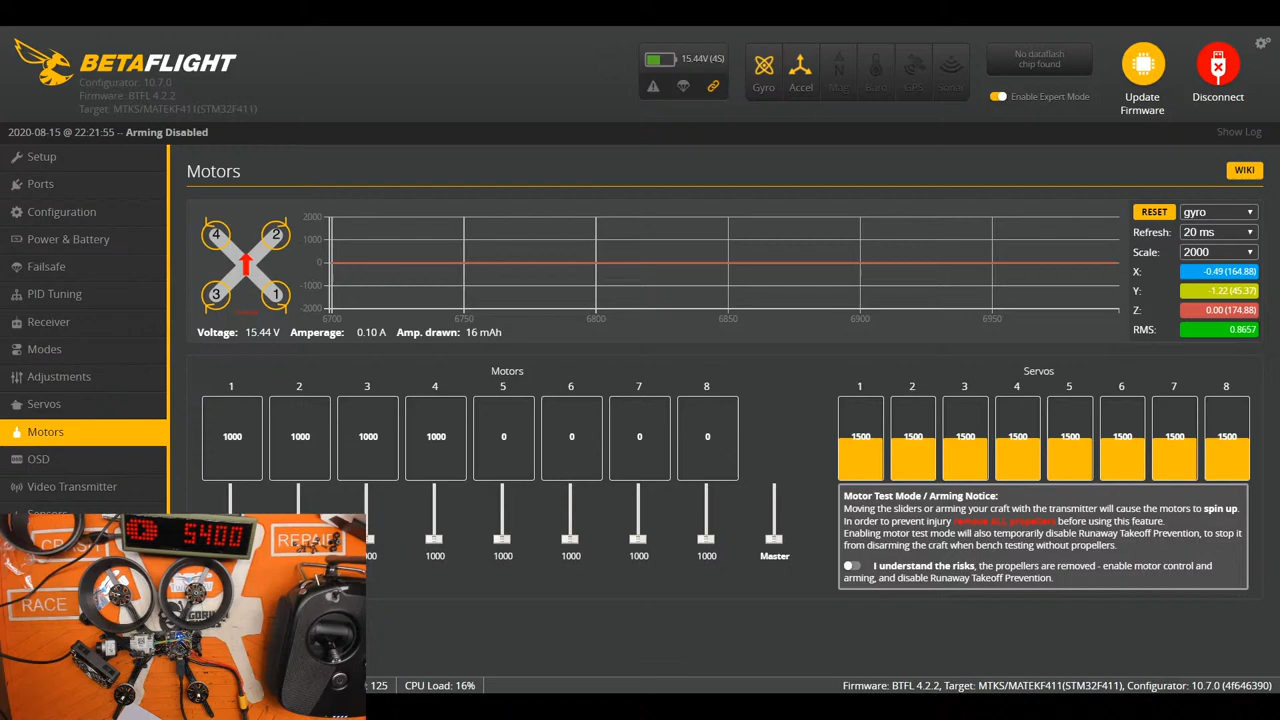 BETAFLIGHT
Configurator: 10.7.0
Firmware: BTFL 4.2.2
Target: MTKS/MATEKF411(STM32F411)
15.44V (4S)
Gyro
Accel
Mag
Baro
GPS
Sonar
No dataflash
chip found
Enable Expert Mode
Update
Firmware
Disconnect
2020-08-15 @ 22:21:55 -- Arming Disabled
Show Log
Setup
Ports
Configuration
Power & Battery
Failsafe
PID Tuning
Receiver
Modes
Adjustments
Servos
Motors
OSD
Video Transmitter
Motors
WIKI
4
2
3
1
2000
1000
0
-1000
-2000
6700
6750
6800
6850
6900
6950
RESET
gyro
Refresh:
20 ms
Scale:
2000
X:
-0.49 (164.88)
Y:
-1.22 (45.37)
Z:
0.00 (174.88)
RMS:
0.8657
Voltage: 15.44 V Amperage: 0.10 A Amp. drawn: 16 mAh
Motors
1 2 3 4 5 6 7 8
1000 1000 1000 1000 0 0 0 0
1000 1000 1000 1000 1000
Master
Servos
1 2 3 4 5 6 7 8
1500 1500 1500 1500 1500 1500 1500 1500
Motor Test Mode / Arming Notice:
Moving the sliders or arming your craft with the transmitter will cause the motors to spin up.
In order to prevent injury remove ALL propellers before using this feature.
Enabling motor test mode will also temporarily disable Runaway Takeoff Prevention, to stop it
from disarming the craft when bench testing without propellers.
I understand the risks, the propellers are removed - enable motor control and
arming, and disable Runaway Takeoff Prevention.
5400
CRASH
REPAIR
RACE
125
CPU Load: 16%
Firmware: BTFL 4.2.2, Target: MTKS/MATEKF411(STM32F411), Configurator: 10.7.0 (4f646390)